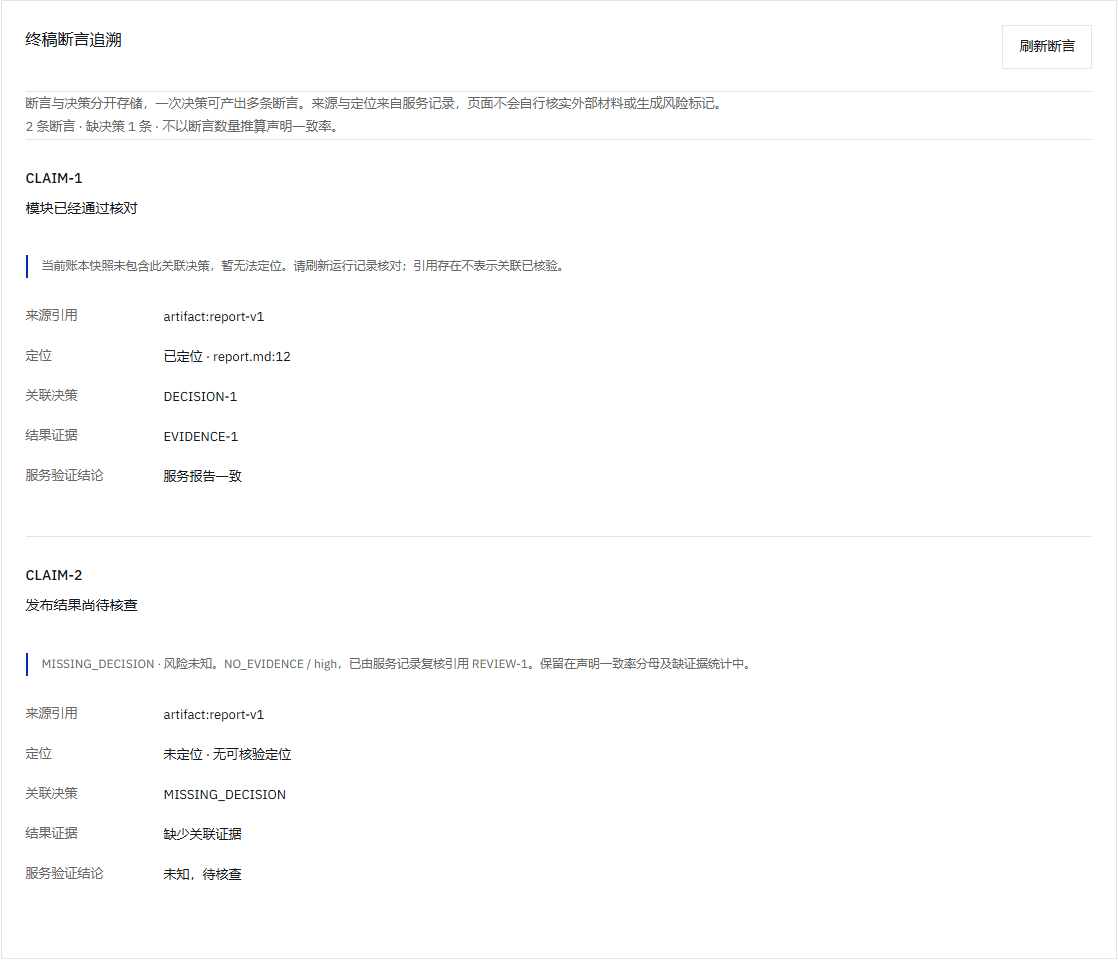 终稿断言追溯
刷新断言
断言与决策分开存储，一次决策可产出多条断言。来源与定位来自服务记录，页面不会自行核实外部材料或生成风险标记。
2 条断言 · 缺决策 1 条 · 不以断言数量推算声明一致率。
CLAIM-1
模块已经通过核对
当前账本快照未包含此关联决策，暂无法定位。请刷新运行记录核对；引用存在不表示关联已核验。
来源引用 artifact:report-v1
定位 已定位 · report.md:12
关联决策 DECISION-1
结果证据 EVIDENCE-1
服务验证结论 服务报告一致
CLAIM-2
发布结果尚待核查
MISSING_DECISION · 风险未知。NO_EVIDENCE / high，已由服务记录复核引用 REVIEW-1。保留在声明一致率分母及缺证据统计中。
来源引用 artifact:report-v1
定位 未定位 · 无可核验定位
关联决策 MISSING_DECISION
结果证据 缺少关联证据
服务验证结论 未知，待核查